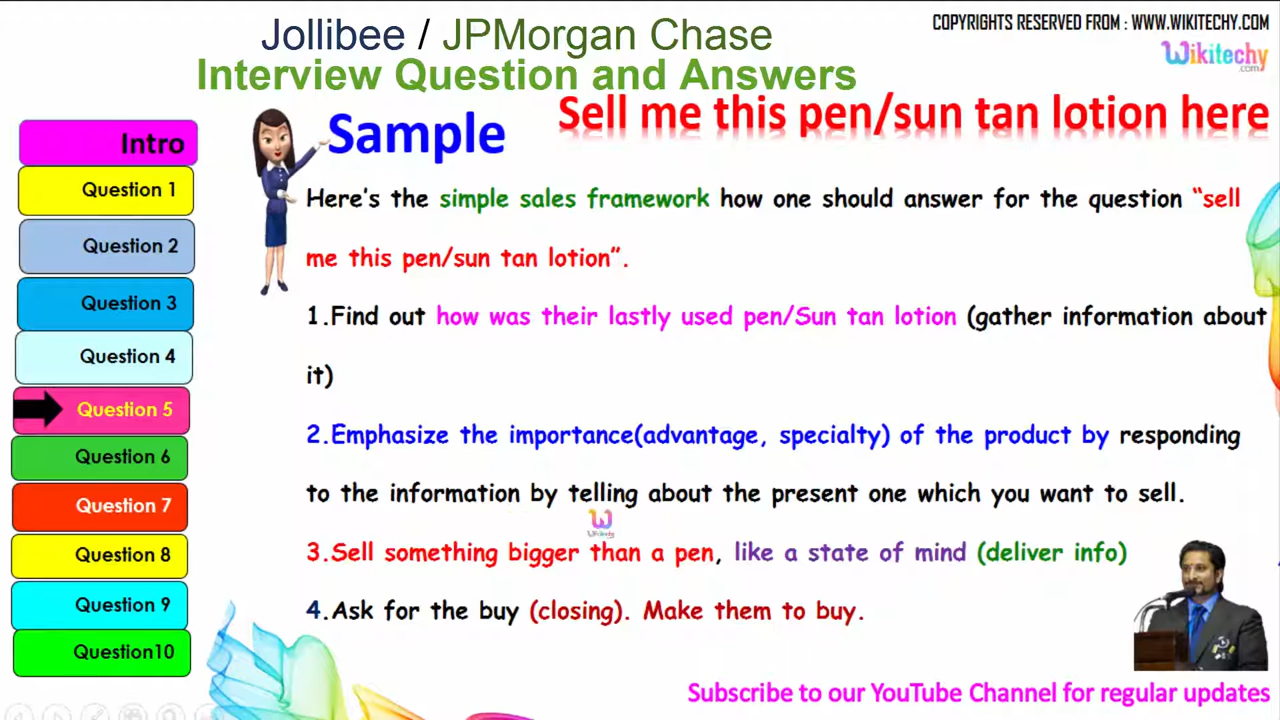 Jollibee / JPMorgan Chase
COPYRIGHTS RESERVED FROM : WWW.WIKITECHY.COM
Interview Question and Answers
Wikitechy
.com
Sell me this pen/sun tan lotion here
Sample
Intro
Question 1
Question 2
Question 3
Question 4
Question 5
Question 6
Question 7
Question 8
Question 9
Question10
Here's the simple sales framework how one should answer for the question “sell
me this pen/sun tan lotion”.
1.Find out how was their lastly used pen/Sun tan lotion (gather information about
it)
2.Emphasize the importance(advantage, specialty) of the product by responding
to the information by telling about the present one which you want to sell.
W
Wikitechy
3.Sell something bigger than a pen, like a state of mind (deliver info)
4.Ask for the buy (closing). Make them to buy.
Subscribe to our YouTube Channel for regular updates